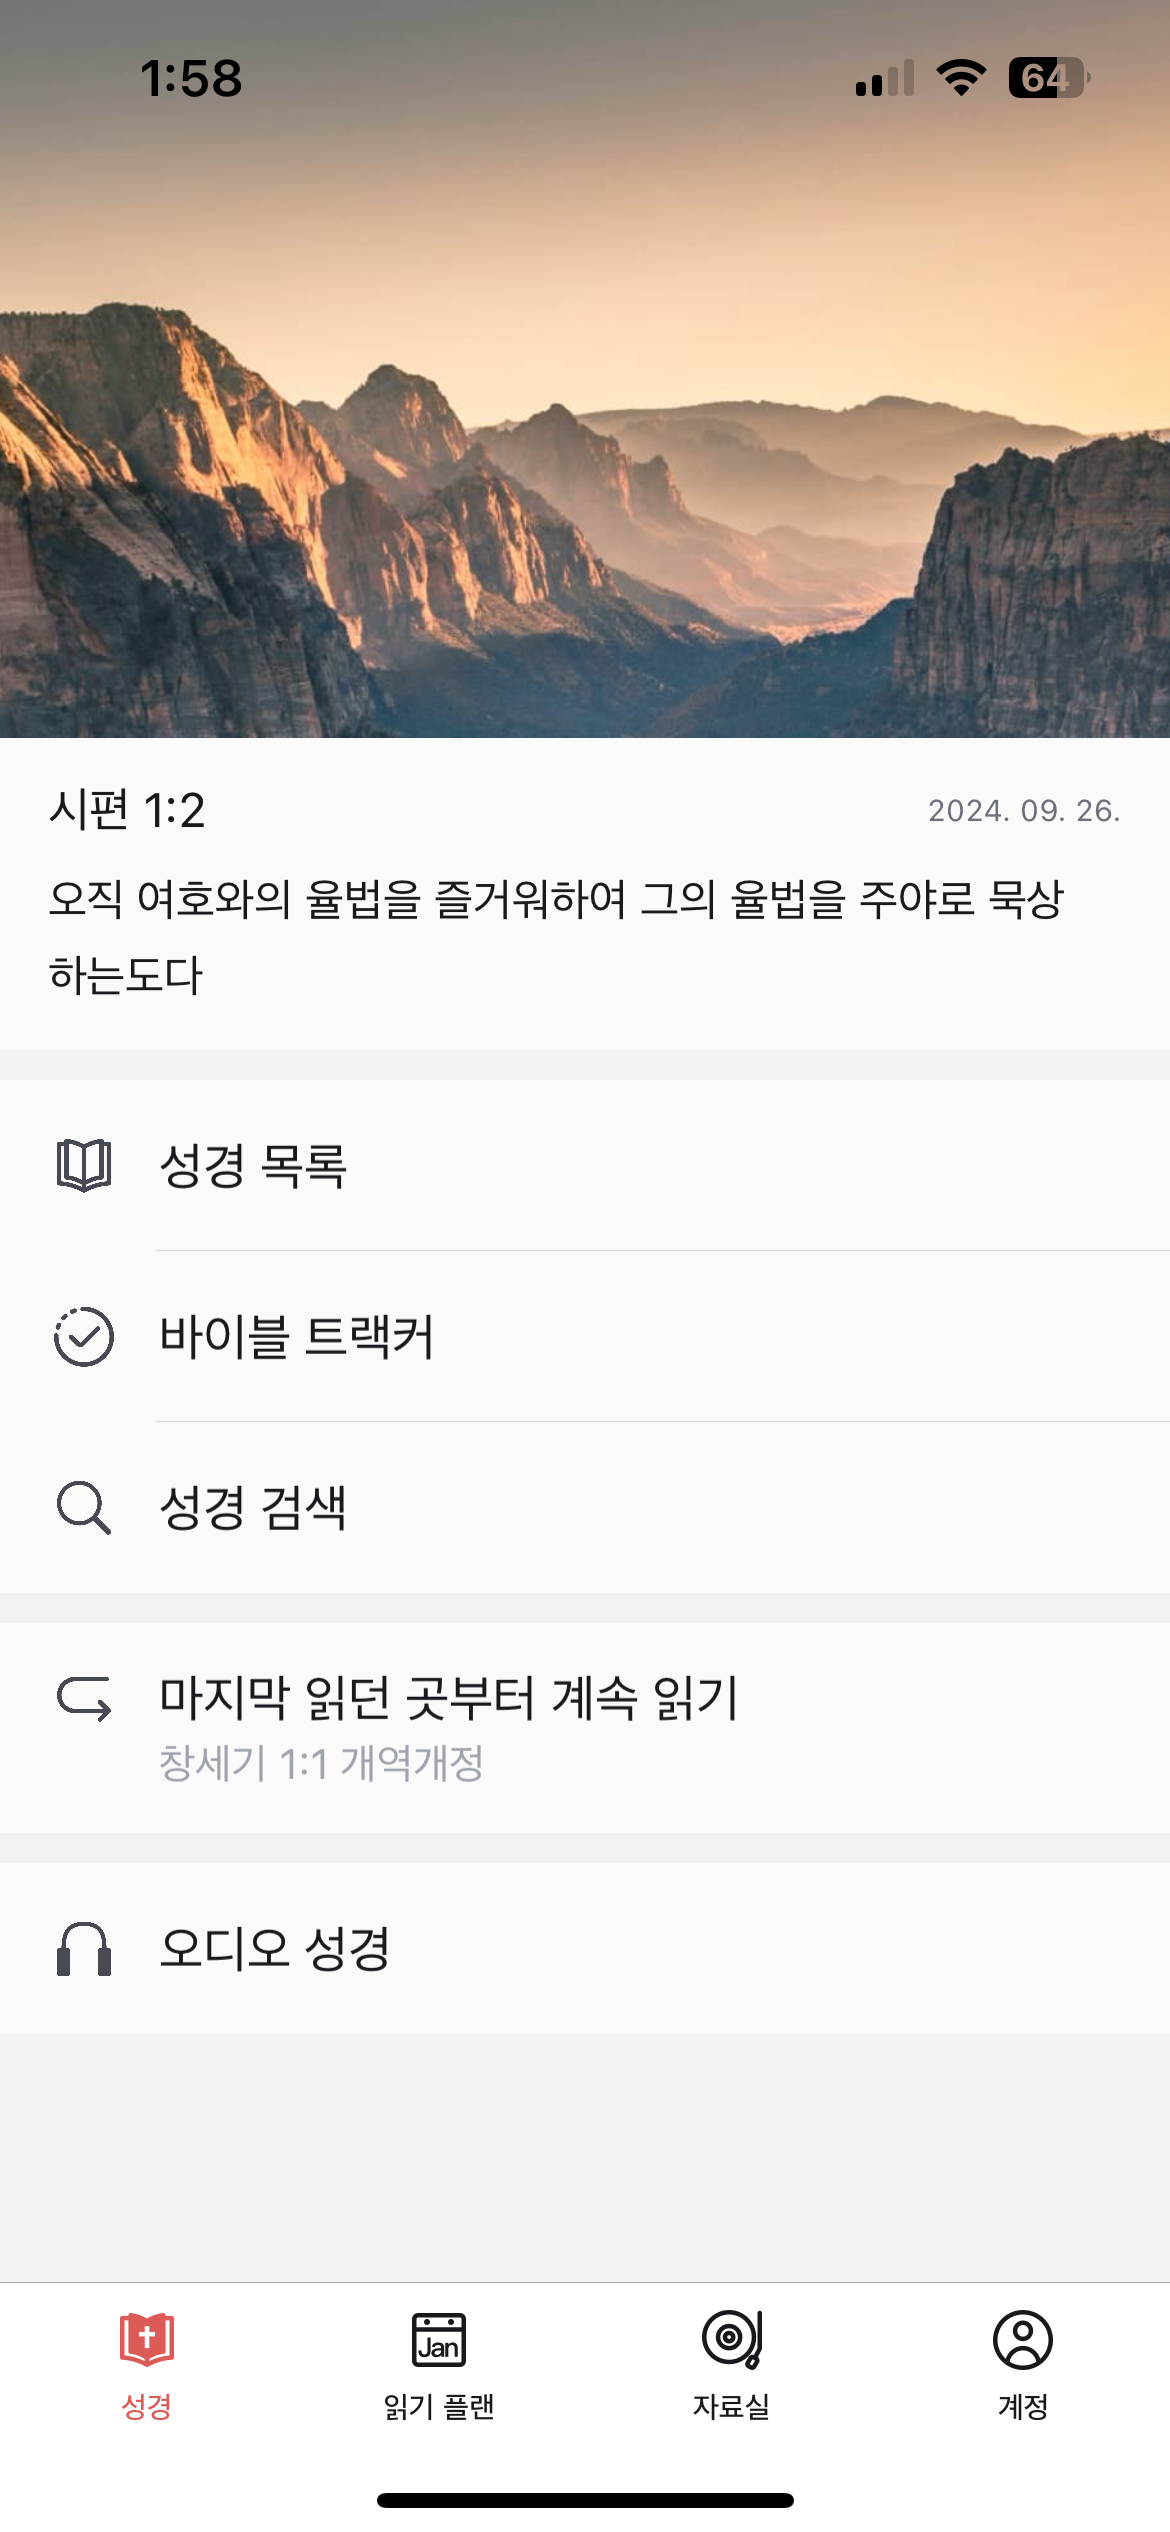 1:58
64
시편 1:2
2024. 09. 26.
오직 여호와의 율법을 즐거워하여 그의 율법을 주야로 묵상
하는도다
성경 목록
바이블 트랙커
성경 검색
마지막 읽던 곳부터 계속 읽기
창세기 1:1 개역개정
오디오 성경
Jan
성경
읽기 플랜
자료실
계정